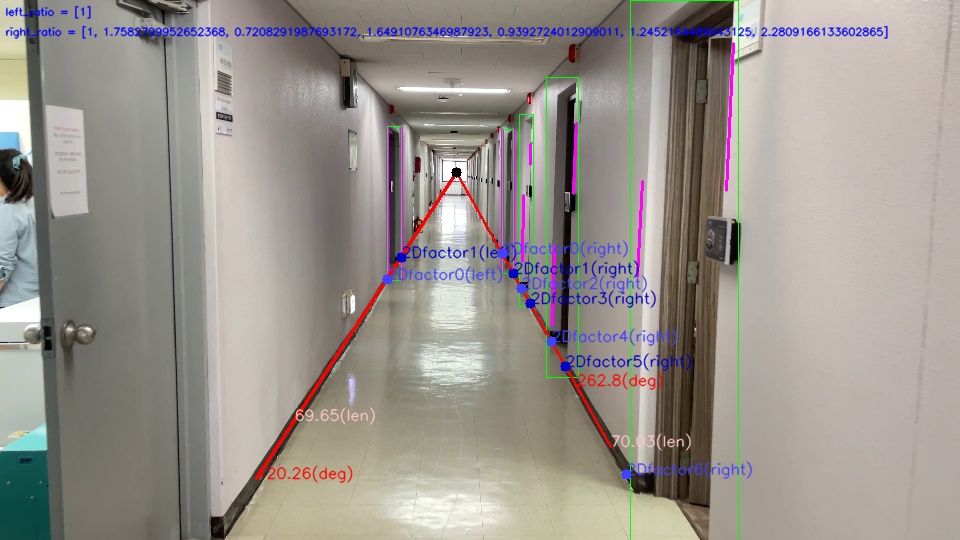 left_ratio = [1]
right_ratio = [1, 1.7582799952652368, 0.7208291987693172, 1.6491076346987923, 0.9392724012909011, 2.2809166133602865]
2Dfactor1(left)
2Dfactor0(right)
2Dfactor0(left)
2Dfactor1(right)
2Dfactor2(right)
2Dfactor3(right)
2Dfactor4(right)
2Dfactor5(right)
262.8(deg)
69.65(len)
70.03(len)
20.26(deg)
2Dfactor6(right)